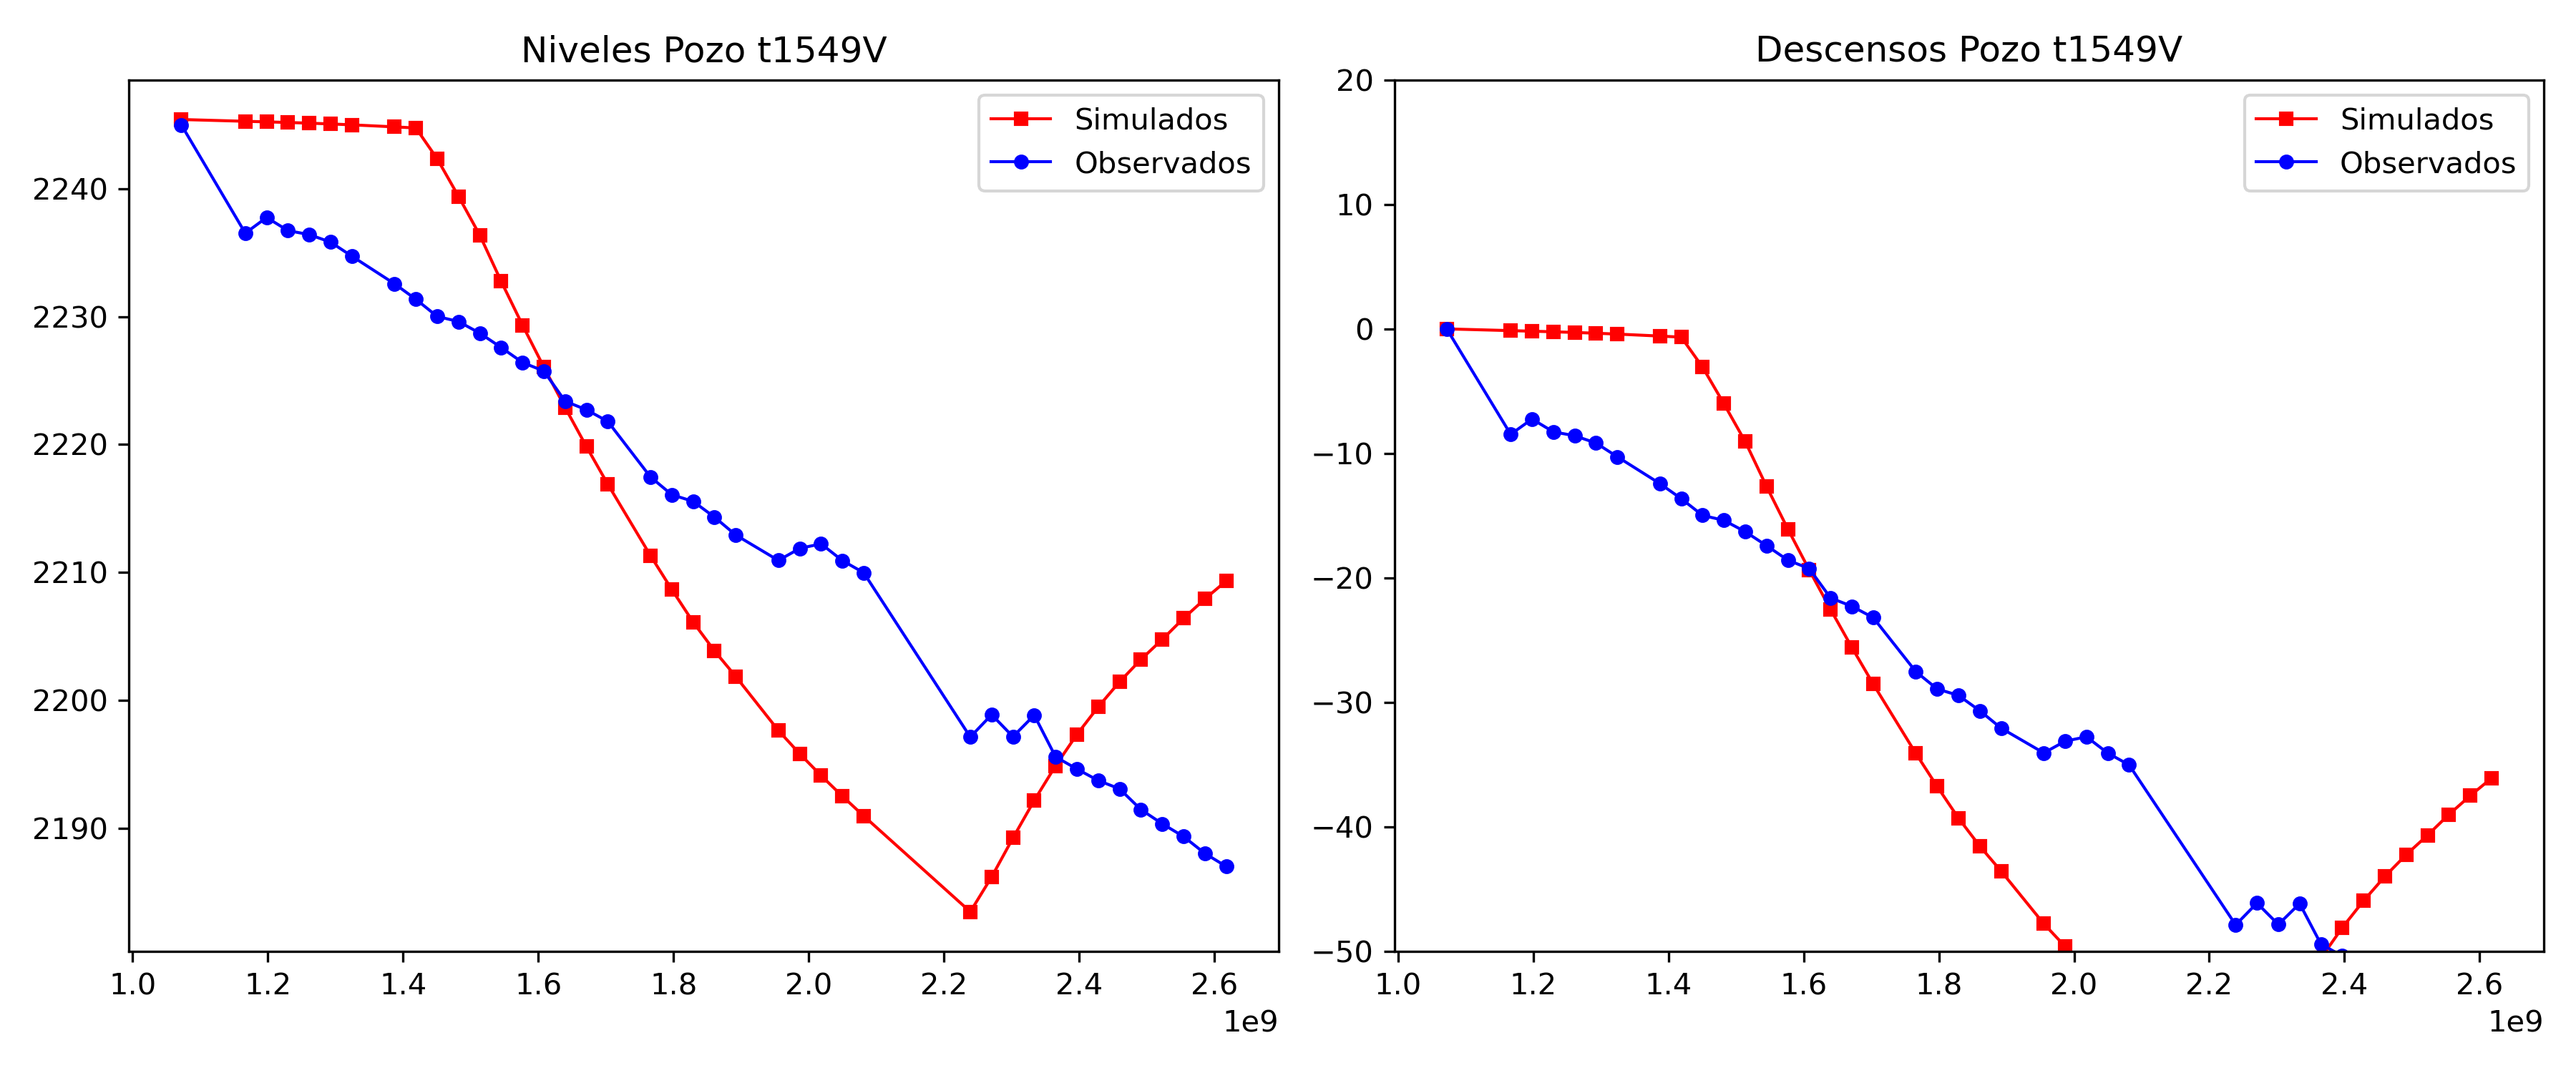 Niveles Pozo t1549V
Simulados
Observados
2240
2230
2220
2210
2200
2190
1.0 1.2 1.4 1.6 1.8 2.0 2.2 2.4 2.6
1e9
Descensos Pozo t1549V
Simulados
Observados
20
10
0
−10
−20
−30
−40
−50
1.0 1.2 1.4 1.6 1.8 2.0 2.2 2.4 2.6
1e9